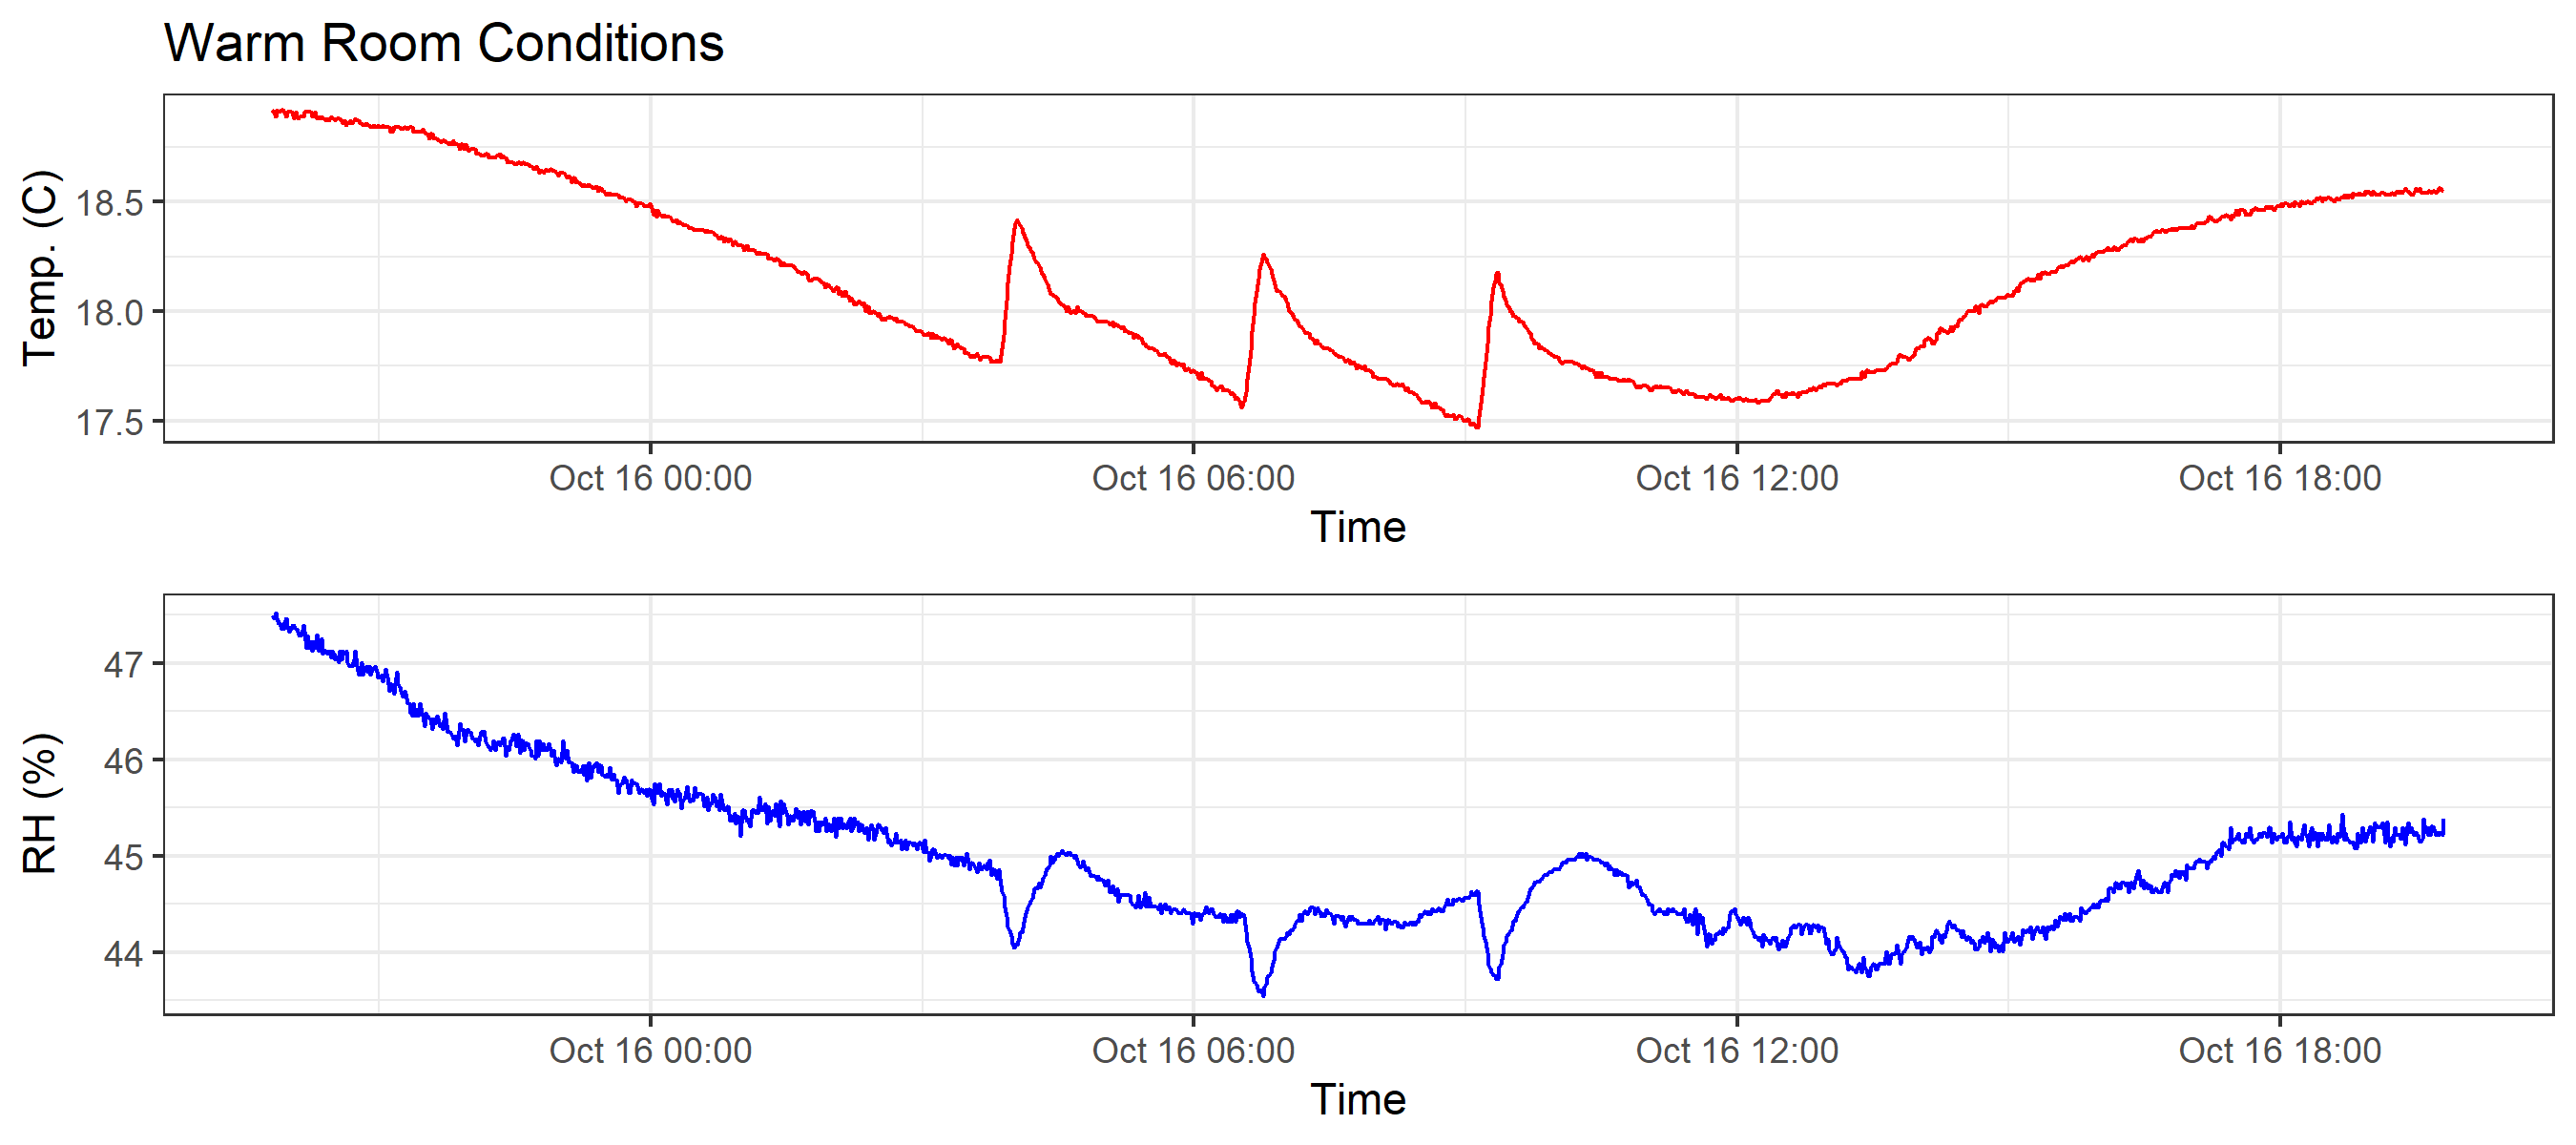 Warm Room Conditions
Temp. (C)
18.5
18.0
17.5
Oct 16 00:00 Oct 16 06:00 Oct 16 12:00 Oct 16 18:00
Time
RH (%)
47
46
45
44
Oct 16 00:00 Oct 16 06:00 Oct 16 12:00 Oct 16 18:00
Time